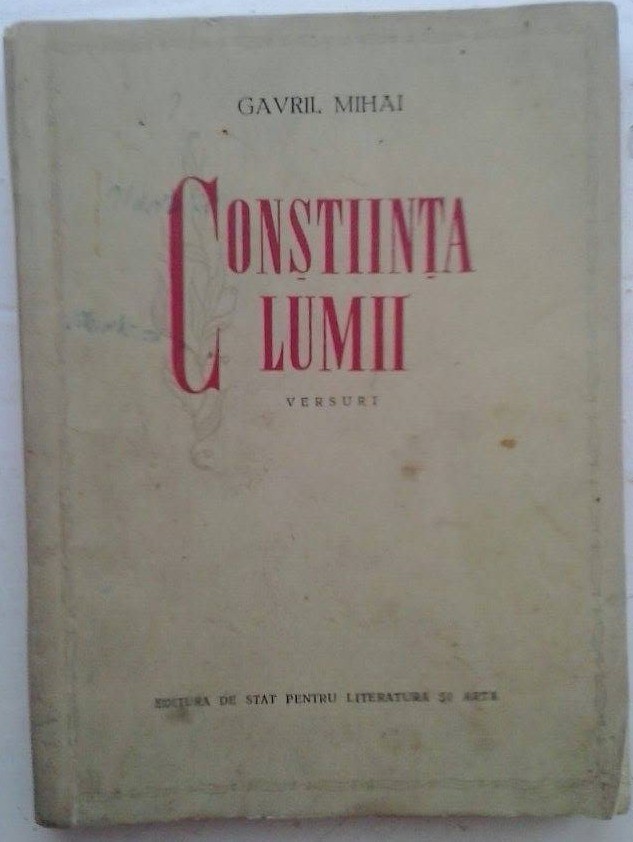 GAVRIL MIHAI
CONȘTIINȚA
LUMII
VERSURI
EDITURA DE STAT PENTRU LITERATURĂ ȘI ARTĂ